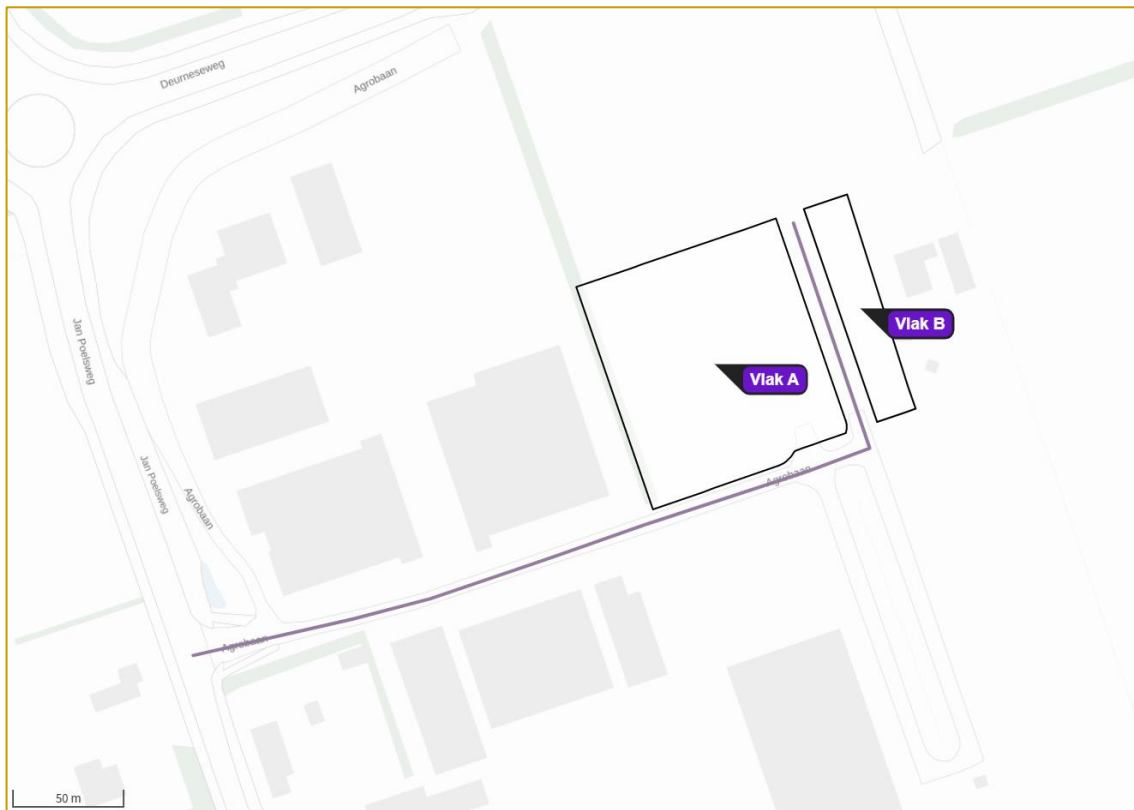 Deurneseweg
Agrobaan
Jan Poelsweg
Vlak B
Vlak A
Jan Poelsweg
Agrobaan
Agrobaan
Agrobaan
50 m